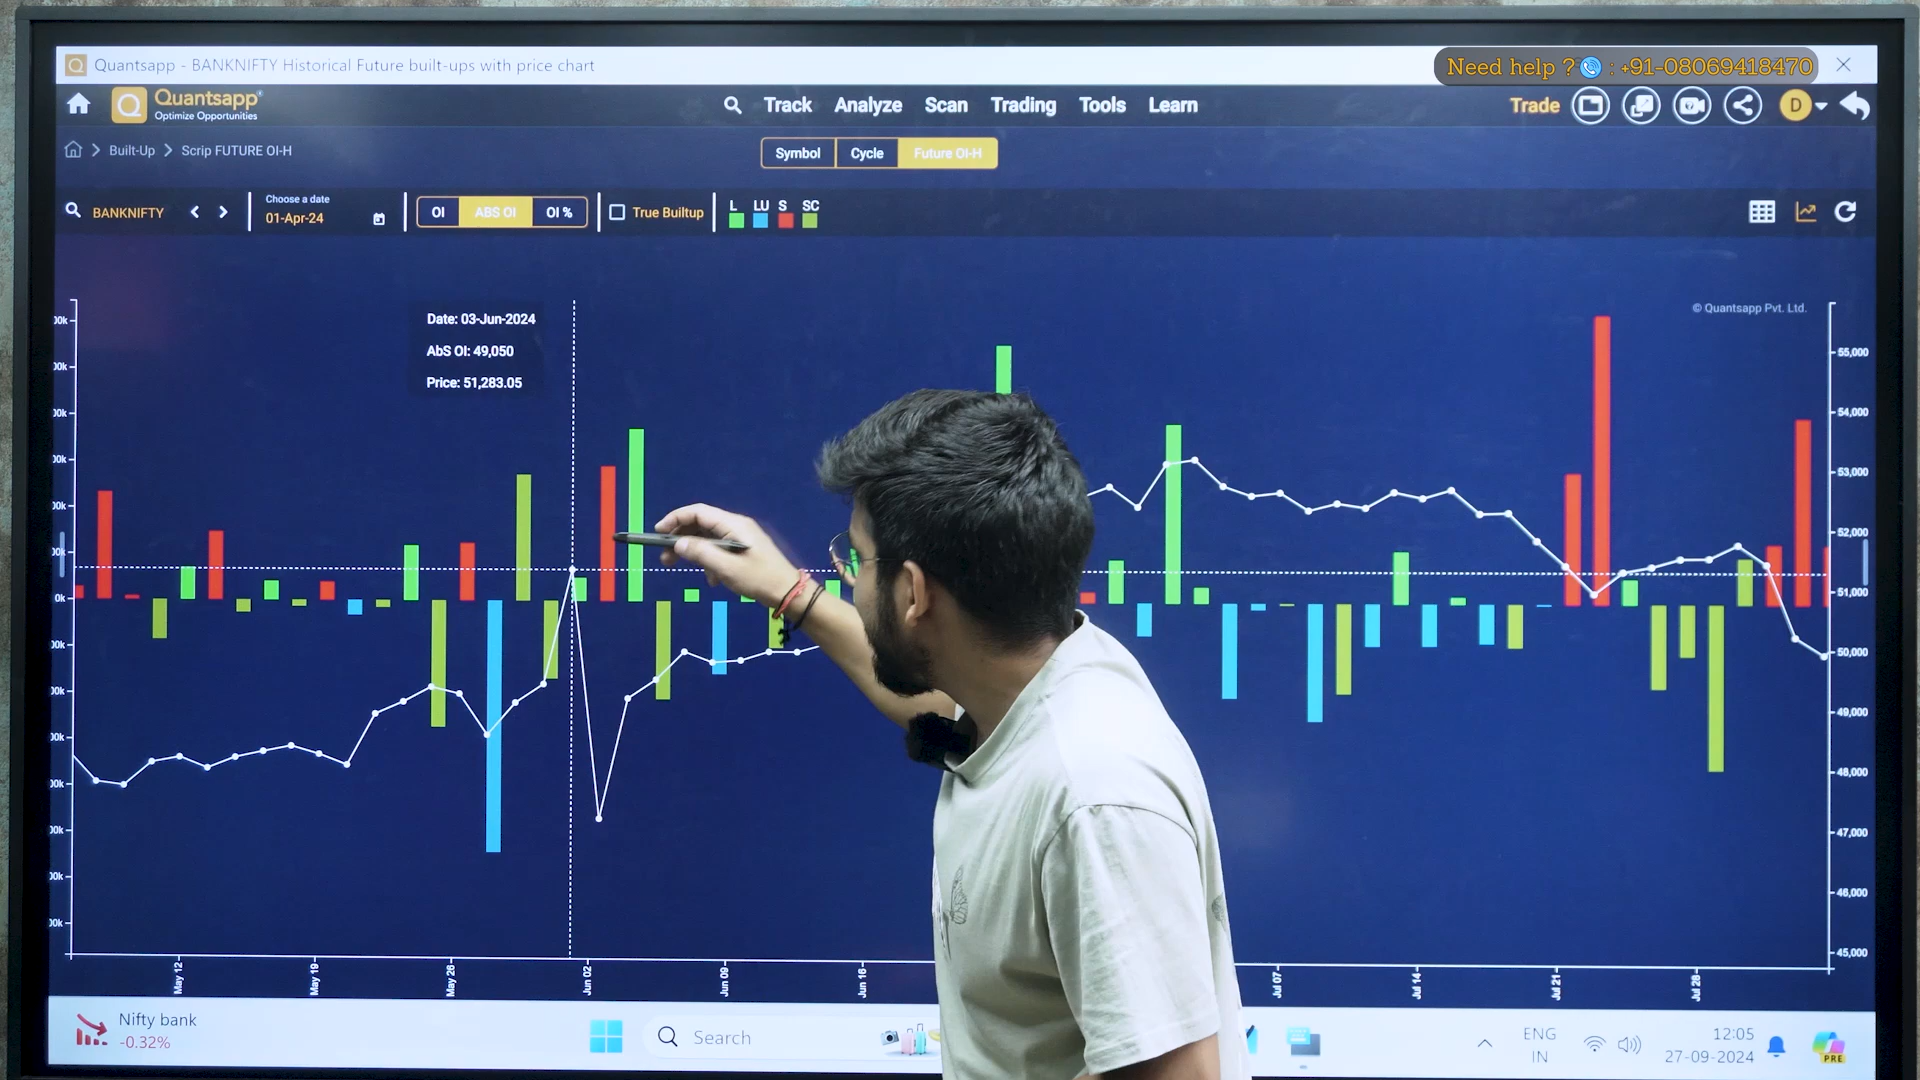 Quantsapp - BANKNIFTY Historical Future built-ups with price chart
Need help ? : +91-08069418470
Quantsapp
Optimize Opportunities
Track Analyze Scan Trading Tools Learn
Trade
D
Built-Up
Scrip FUTURE OI-H
Symbol Cycle Future OI-H
BANKNIFTY
Choose a date
01-Apr-24
OI ABS OI OI %
True Builtup
L LU S SC
Date: 03-Jun-2024
AbS OI: 49,050
Price: 51,283.05
© Quantsapp Pvt. Ltd.
0k
55,000
54,000
53,000
52,000
51,000
50,000
49,000
48,000
47,000
46,000
45,000
May 12
May 19
May 26
Jun 02
Jun 09
Jun 16
Jul 07
Jul 14
Jul 21
Jul 28
Nifty bank
-0.32%
Search
ENG
IN
12:05
27-09-2024
PRE